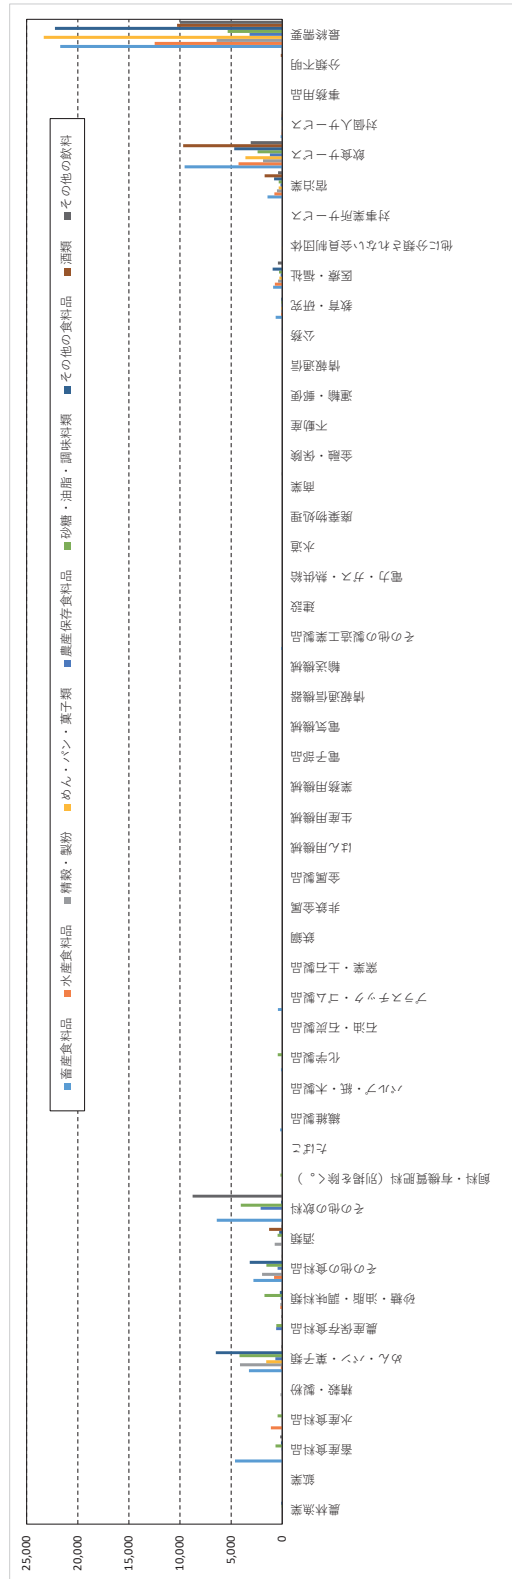 25,000
20,000
15,000
10,000
5,000
0
畜産食料品
水産食料品
精穀・製粉
めん・パン・菓子類
農産保存食料品
砂糖・油脂・調味料類
その他の食料品
酒類
その他の飲料
農林漁業
鉱業
畜産食料品
水産食料品
精穀・製粉
めん・パン・菓子類
農産保存食料品
砂糖・油脂・調味料類
その他の食料品
酒類
その他の飲料
飼料・有機質肥料（別掲を除く。）
たばこ
繊維製品
パルプ・紙・木製品
化学製品
石油・石炭製品
プラスチック・ゴム製品
窯業・土石製品
鉄鋼
非鉄金属
金属製品
はん用機械
生産用機械
業務用機械
電子部品
電気機械
情報通信機器
輸送機械
その他の製造工業製品
建設
電力・ガス・熱供給
水道
廃棄物処理
商業
金融・保険
不動産
運輸・郵便
情報通信
公務
教育・研究
医療・福祉
他に分類されない会員制団体
対事業所サービス
宿泊業
飲食サービス
対個人サービス
事務用品
分類不明
最終需要